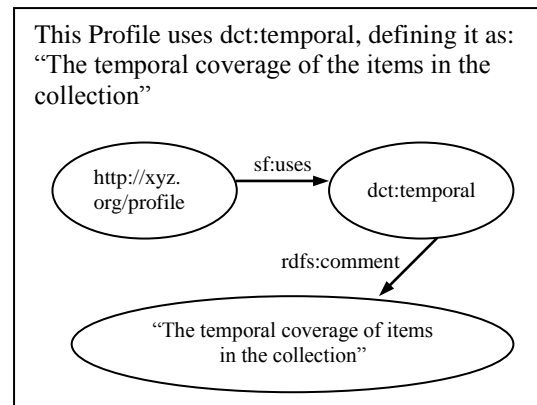 This Profile uses dct:temporal, defining it as:
“The temporal coverage of the items in the
collection”
sf:uses
http://xyz.
org/profile
dct:temporal
rdfs:comment
“The temporal coverage of items
in the collection”